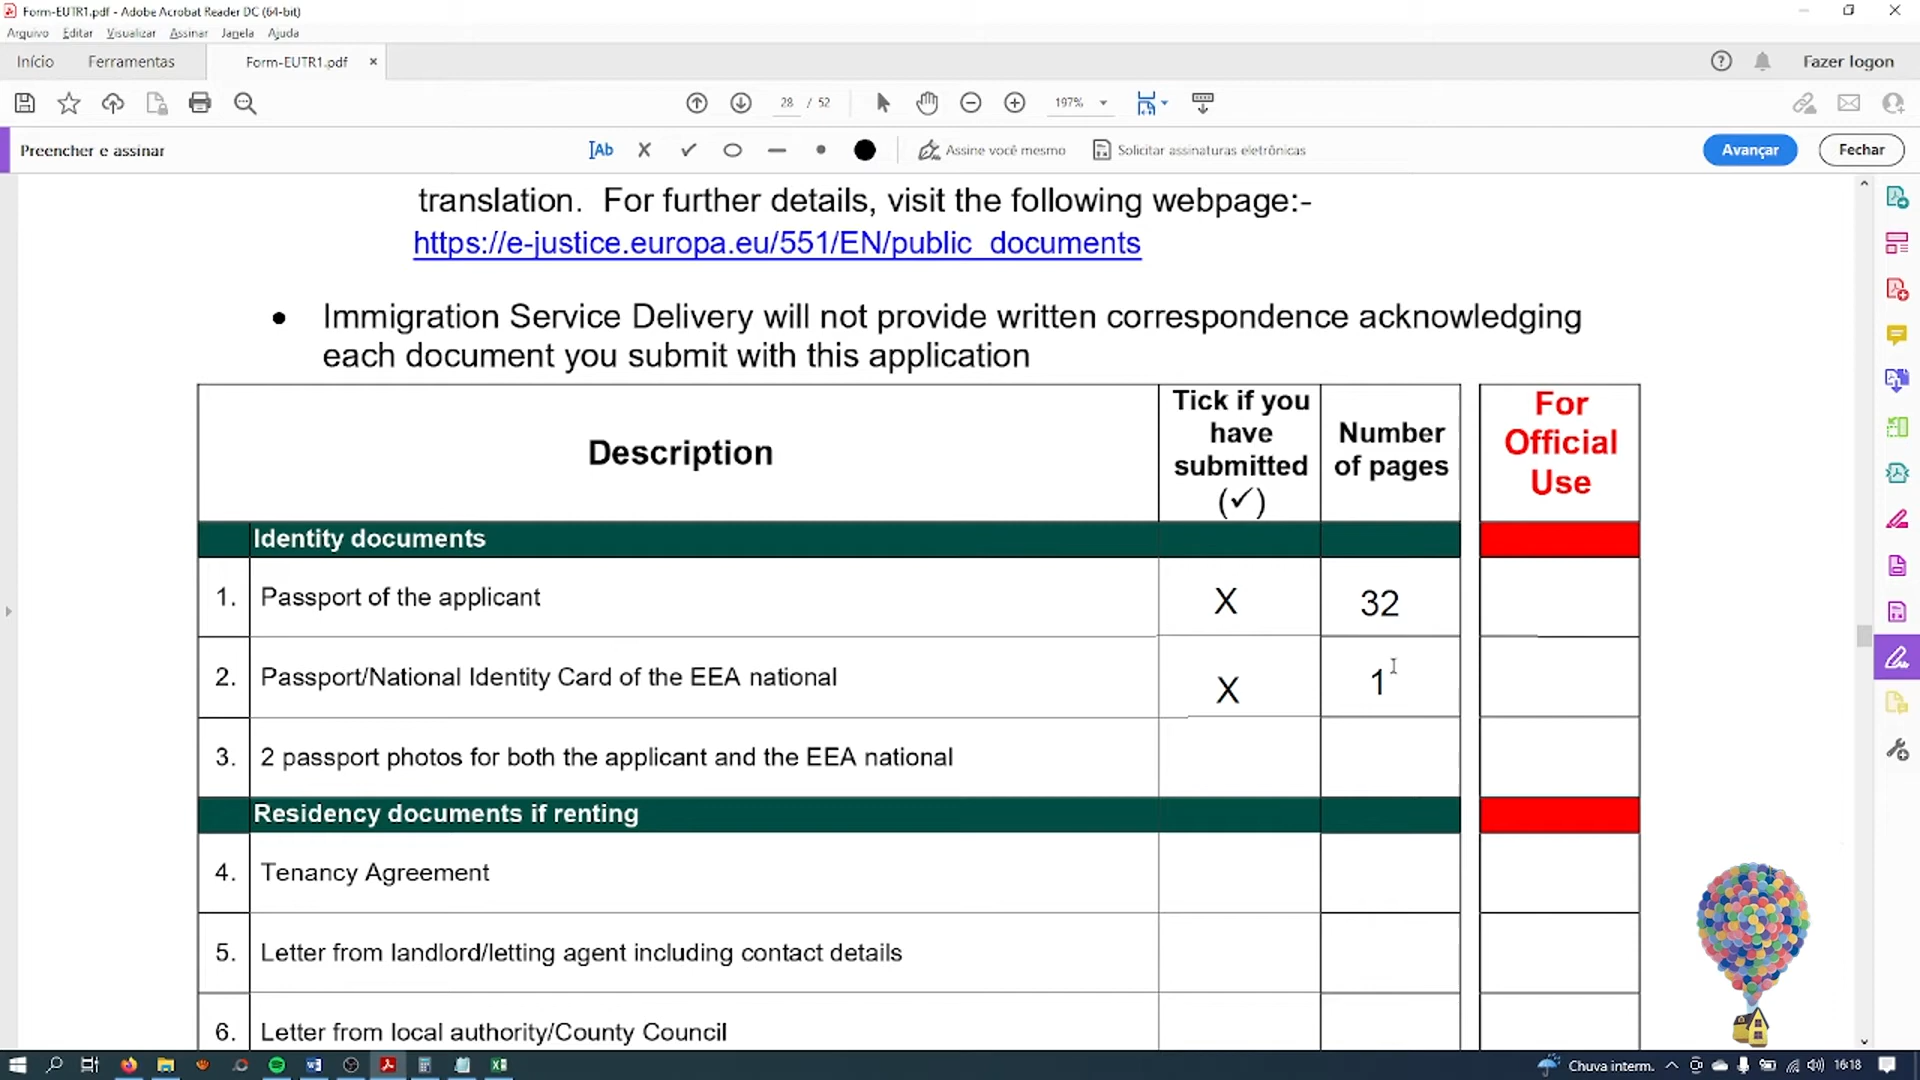 Form-EUTR1.pdf - Adobe Acrobat Reader DC (64-bit)
Arquivo Editar Visualizar Assinar Janela Ajuda
Início Ferramentas Form-EUTR1.pdf × Fazer logon
28 / 52 197%
Preencher e assinar Ab Assine você mesmo Solicitar assinaturas eletrônicas Avançar Fechar
translation. For further details, visit the following webpage:-
https://e-justice.europa.eu/551/EN/public_documents
• Immigration Service Delivery will not provide written correspondence acknowledging
each document you submit with this application
Description
Tick if you
have
submitted
(✓)
Number
of pages
For
Official
Use
Identity documents
1. Passport of the applicant X 32
2. Passport/National Identity Card of the EEA national X 1
3. 2 passport photos for both the applicant and the EEA national
Residency documents if renting
4. Tenancy Agreement
5. Letter from landlord/letting agent including contact details
6. Letter from local authority/County Council
Chuva interm. 16:18